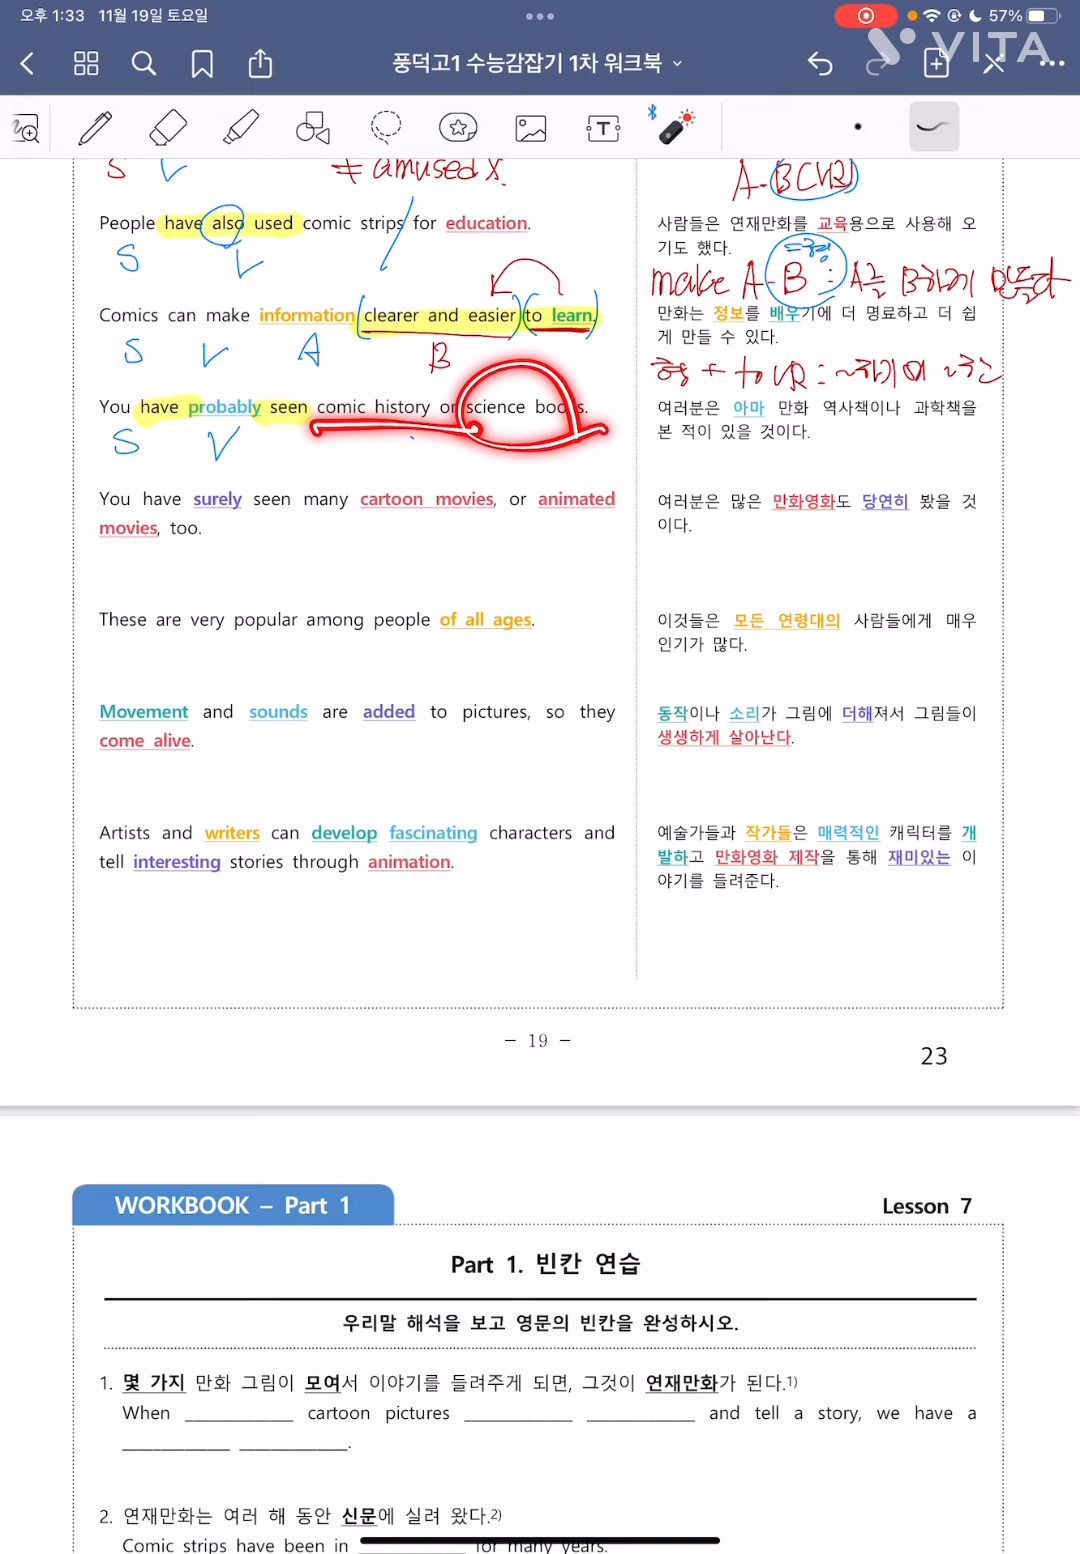 오후 1:33 11월 19일 토요일
57%
풍덕고1 수능감잡기 1차 워크북
VITA
S V ≠ amused X.
A-B(VR)
People have also used comic strips for education.
S V
사람들은 연재만화를 교육용으로 사용해 오
기도 했다.
make A-B : A를 B하게 만들다
Comics can make information (clearer and easier) (to learn.)
S V A B
만화는 정보를 배우기에 더 명료하고 더 쉽
게 만들 수 있다.
형 + to VR : ~하기에 ~한
You have probably seen comic history or science books.
S V
여러분은 아마 만화 역사책이나 과학책을
본 적이 있을 것이다.
You have surely seen many cartoon movies, or animated
movies, too.
여러분은 많은 만화영화도 당연히 봤을 것
이다.
These are very popular among people of all ages.
이것들은 모든 연령대의 사람들에게 매우
인기가 많다.
Movement and sounds are added to pictures, so they
come alive.
동작이나 소리가 그림에 더해져서 그림들이
생생하게 살아난다.
Artists and writers can develop fascinating characters and
tell interesting stories through animation.
예술가들과 작가들은 매력적인 캐릭터를 개
발하고 만화영화 제작을 통해 재미있는 이
야기를 들려준다.
- 19 -
23
WORKBOOK – Part 1
Lesson 7
Part 1. 빈칸 연습
우리말 해석을 보고 영문의 빈칸을 완성하시오.
1. 몇 가지 만화 그림이 모여서 이야기를 들려주게 되면, 그것이 연재만화가 된다.1)
When ____________ cartoon pictures ____________ ____________ and tell a story, we have a
____________ ____________.
2. 연재만화는 여러 해 동안 신문에 실려 왔다.2)
Comic strips have been in ____________ for many years.